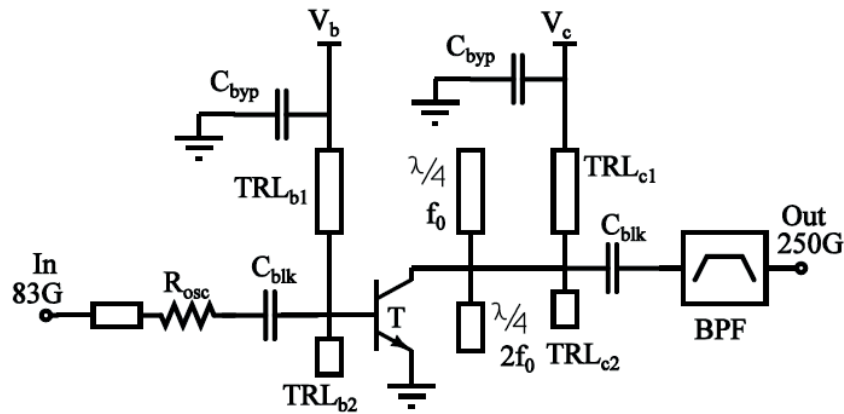 V_b
V_c
C_byp
C_byp
TRL_b1
λ/4
f_0
TRL_c1
In
83G
R_osc
C_blk
C_blk
Out
250G
T
λ/4
2f_0
BPF
TRL_b2
TRL_c2